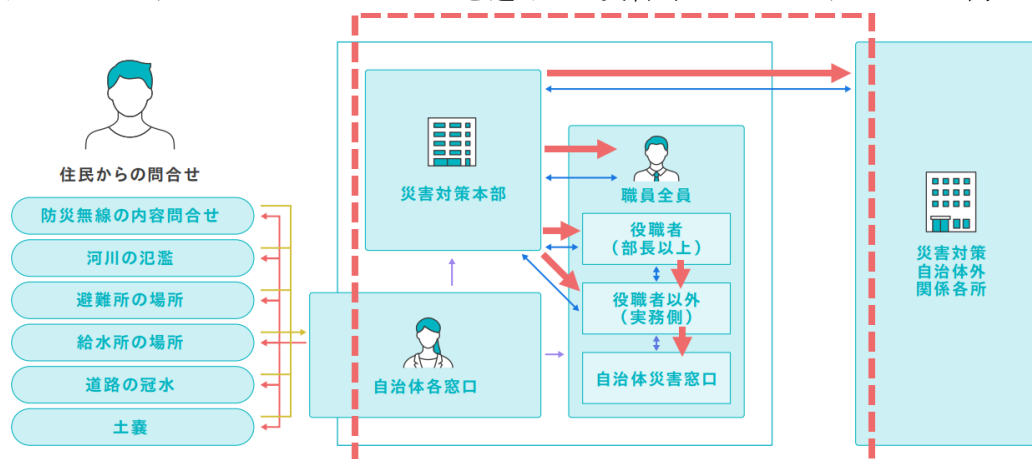 住民からの問合せ
防災無線の内容問合せ
河川の氾濫
避難所の場所
給水所の場所
道路の冠水
土嚢
災害対策本部
自治体各窓口
職員全員
役職者
（部長以上）
役職者以外
（実務側）
自治体災害窓口
災害対策
自治体外
関係各所